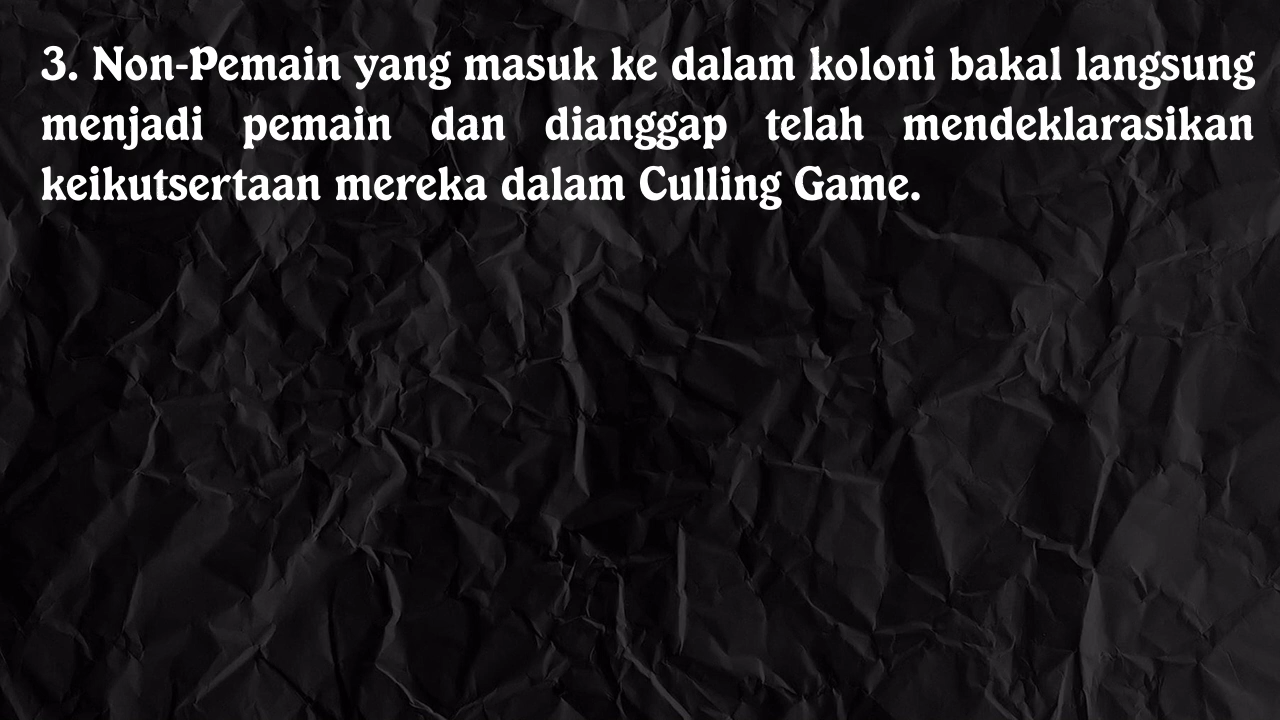 3. Non-Pemain yang masuk ke dalam koloni bakal langsung
menjadi pemain dan dianggap telah mendeklarasikan
keikutsertaan mereka dalam Culling Game.